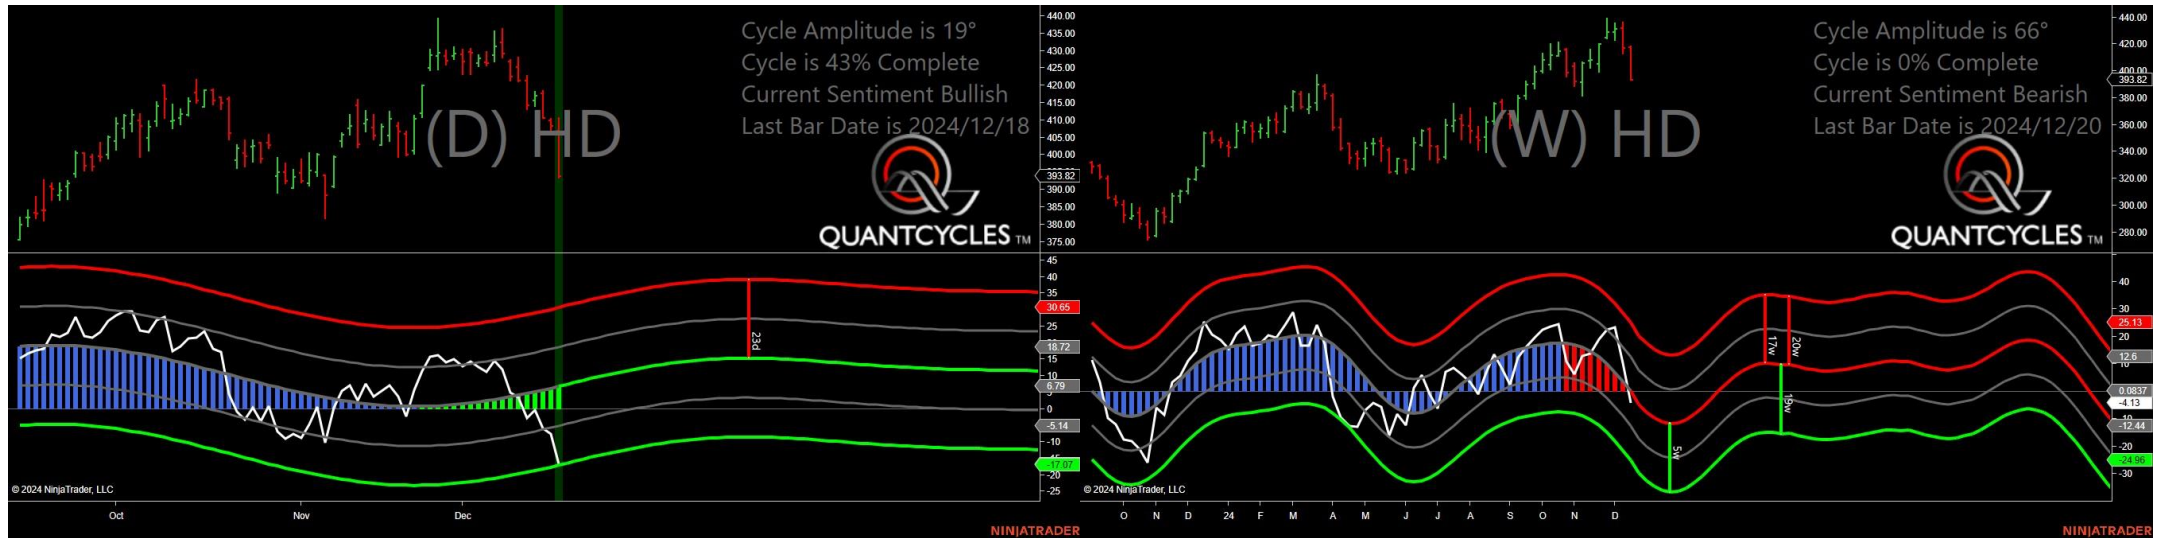 Cycle Amplitude is 19°
Cycle is 43% Complete
Current Sentiment Bullish
Last Bar Date is 2024/12/18
(D) HD
QUANTCYCLES TM
440.00
435.00
430.00
425.00
420.00
415.00
410.00
405.00
400.00
393.82
390.00
385.00
380.00
375.00
45
40
35
30.65
25
18.72
15
10
6.79
0
-5.14
-10
-17.07
-20
-25
23d
© 2024 NinjaTrader, LLC
Oct
Nov
Dec
NINJATRADER
Cycle Amplitude is 66°
Cycle is 0% Complete
Current Sentiment Bearish
Last Bar Date is 2024/12/20
(W) HD
QUANTCYCLES TM
440.00
420.00
400.00
393.82
380.00
360.00
340.00
320.00
300.00
280.00
40
30
25.13
20
12.6
10
0.0837
-4.13
-10
-12.44
-20
-24.96
-30
17w
20w
19w
5w
© 2024 NinjaTrader, LLC
O N D 24 F M A M J J A S O N D
NINJATRADER